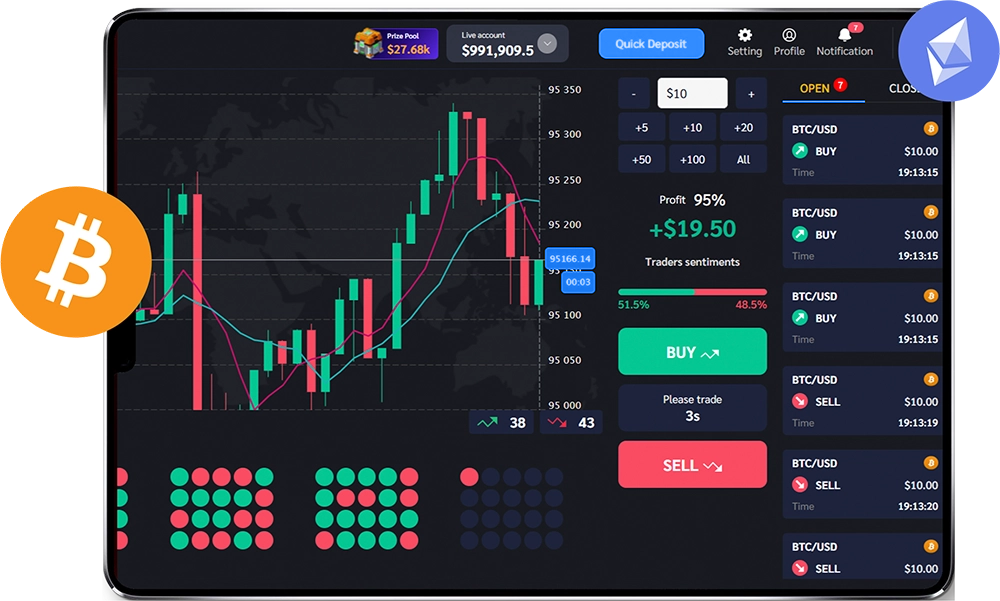 Prize Pool
$27.68k
Live account
$991,909.5
Quick Deposit
Setting
Profile
7
Notification
95 350
95 300
95 250
95 200
95166.14
00:03
95 100
95 050
95 000
38
43
-
$10
+
+5
+10
+20
+50
+100
All
Profit 95%
+$19.50
Traders sentiments
51.5%
48.5%
BUY
Please trade
3s
SELL
OPEN 7
BTC/USD
BUY
$10.00
Time
19:13:15
BTC/USD
BUY
$10.00
Time
19:13:15
BTC/USD
BUY
$10.00
Time
19:13:15
BTC/USD
SELL
$10.00
Time
19:13:19
BTC/USD
SELL
$10.00
Time
19:13:20
BTC/USD
SELL
$10.00